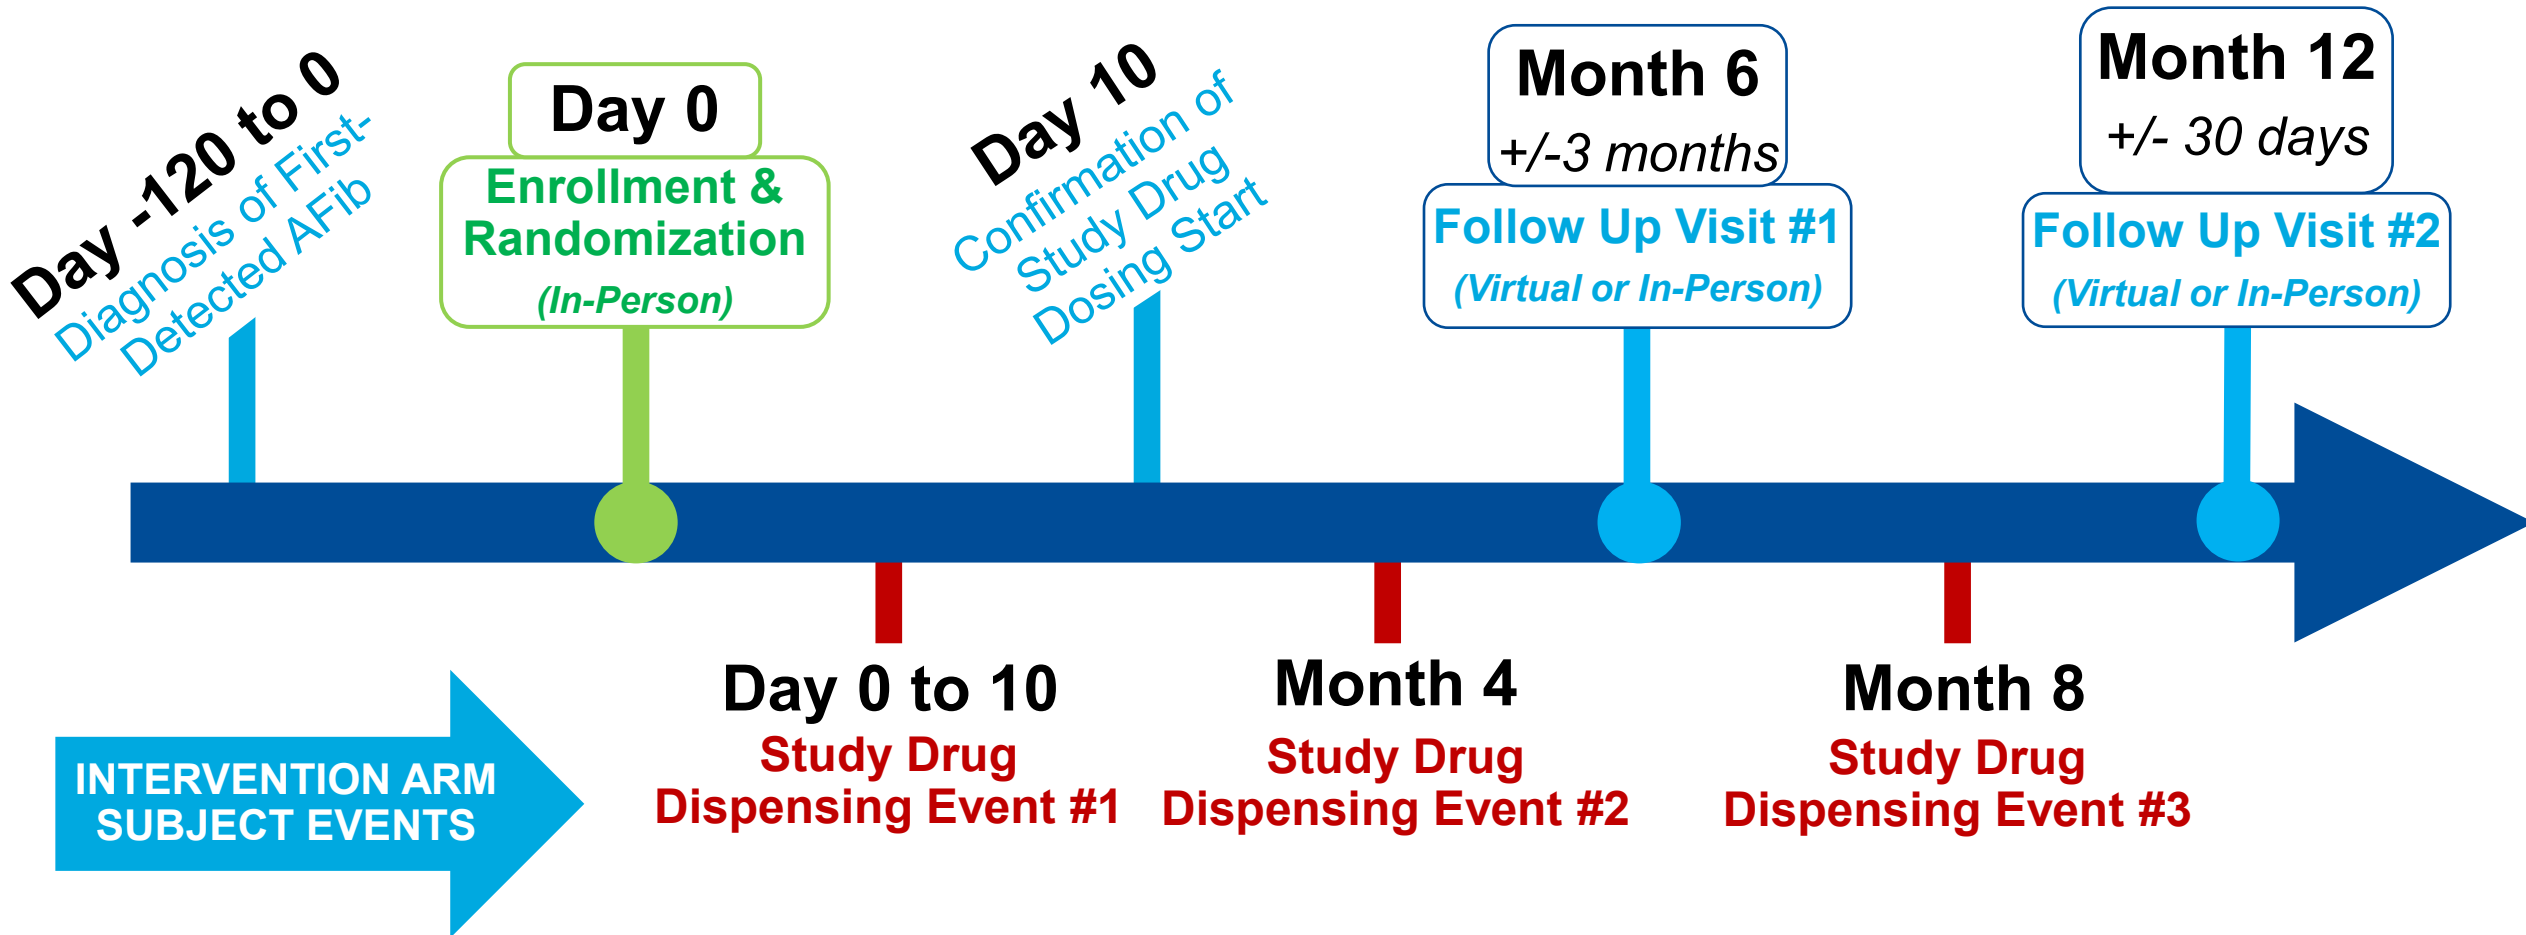 Day -120 to 0
Diagnosis of First-
Detected AFib
Day 0
Enrollment &
Randomization
(In-Person)
Day 10
Confirmation of
Study Drug
Dosing Start
Month 6
+/-3 months
Follow Up Visit #1
(Virtual or In-Person)
Month 12
+/- 30 days
Follow Up Visit #2
(Virtual or In-Person)
INTERVENTION ARM
SUBJECT EVENTS
Day 0 to 10
Study Drug
Dispensing Event #1
Month 4
Study Drug
Dispensing Event #2
Month 8
Study Drug
Dispensing Event #3